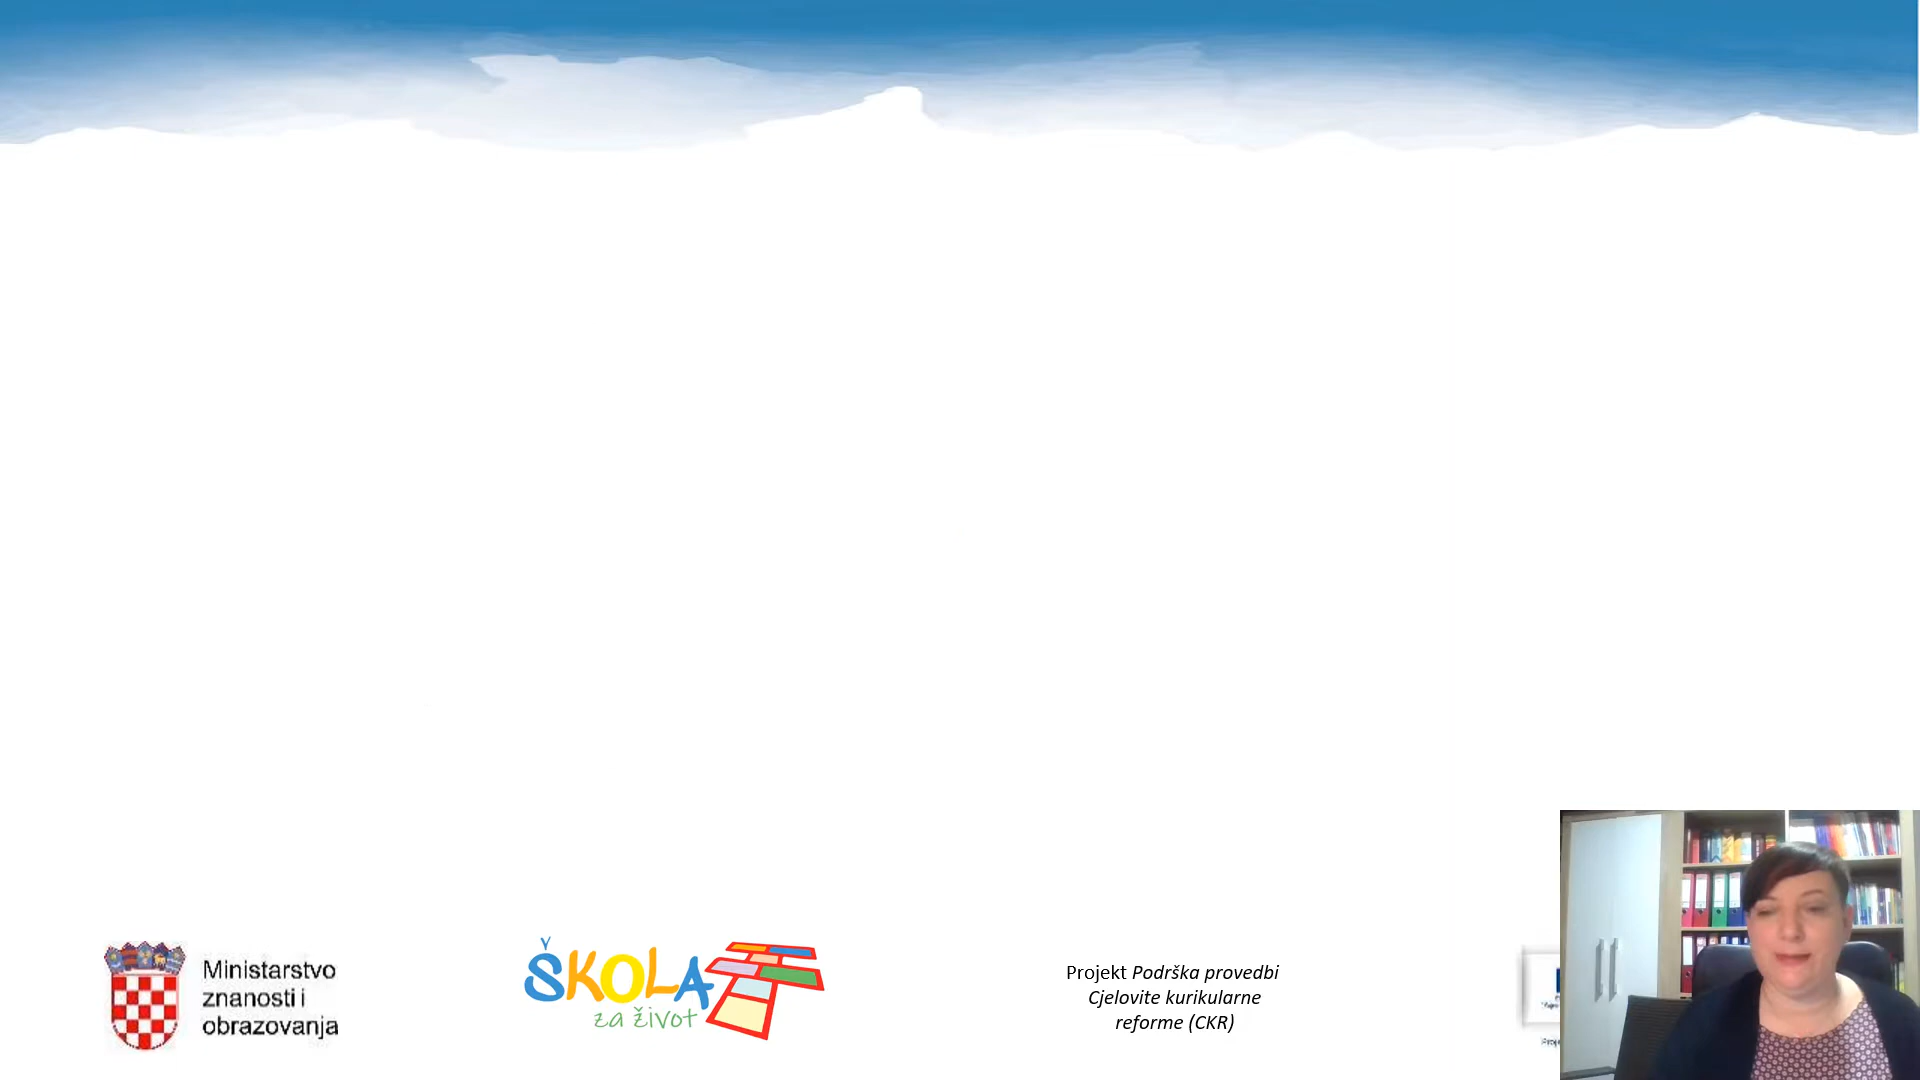 Ministarstvo
znanosti i
obrazovanja
ŠKOLA
za život
Projekt Podrška provedbi
Cjelovite kurikularne
reforme (CKR)